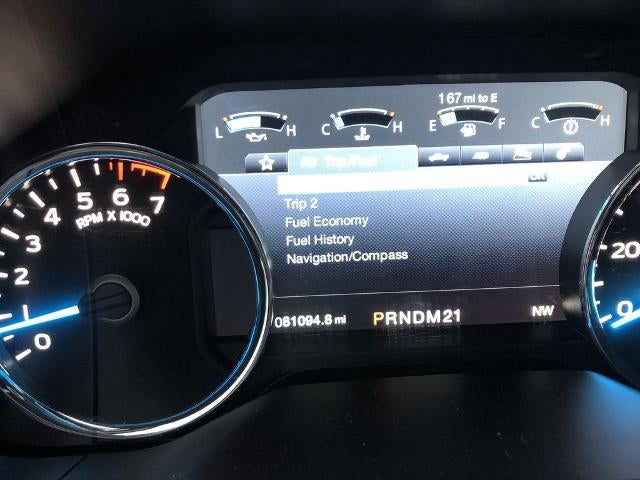 167 mi to E
L H C H E F C H
Trip/Fuel
OK
Trip 2
Fuel Economy
Fuel History
Navigation/Compass
081094.8 mi PRNDM21 NW
0 1 2 3 4 5 6 7
RPM X 1000
20
0